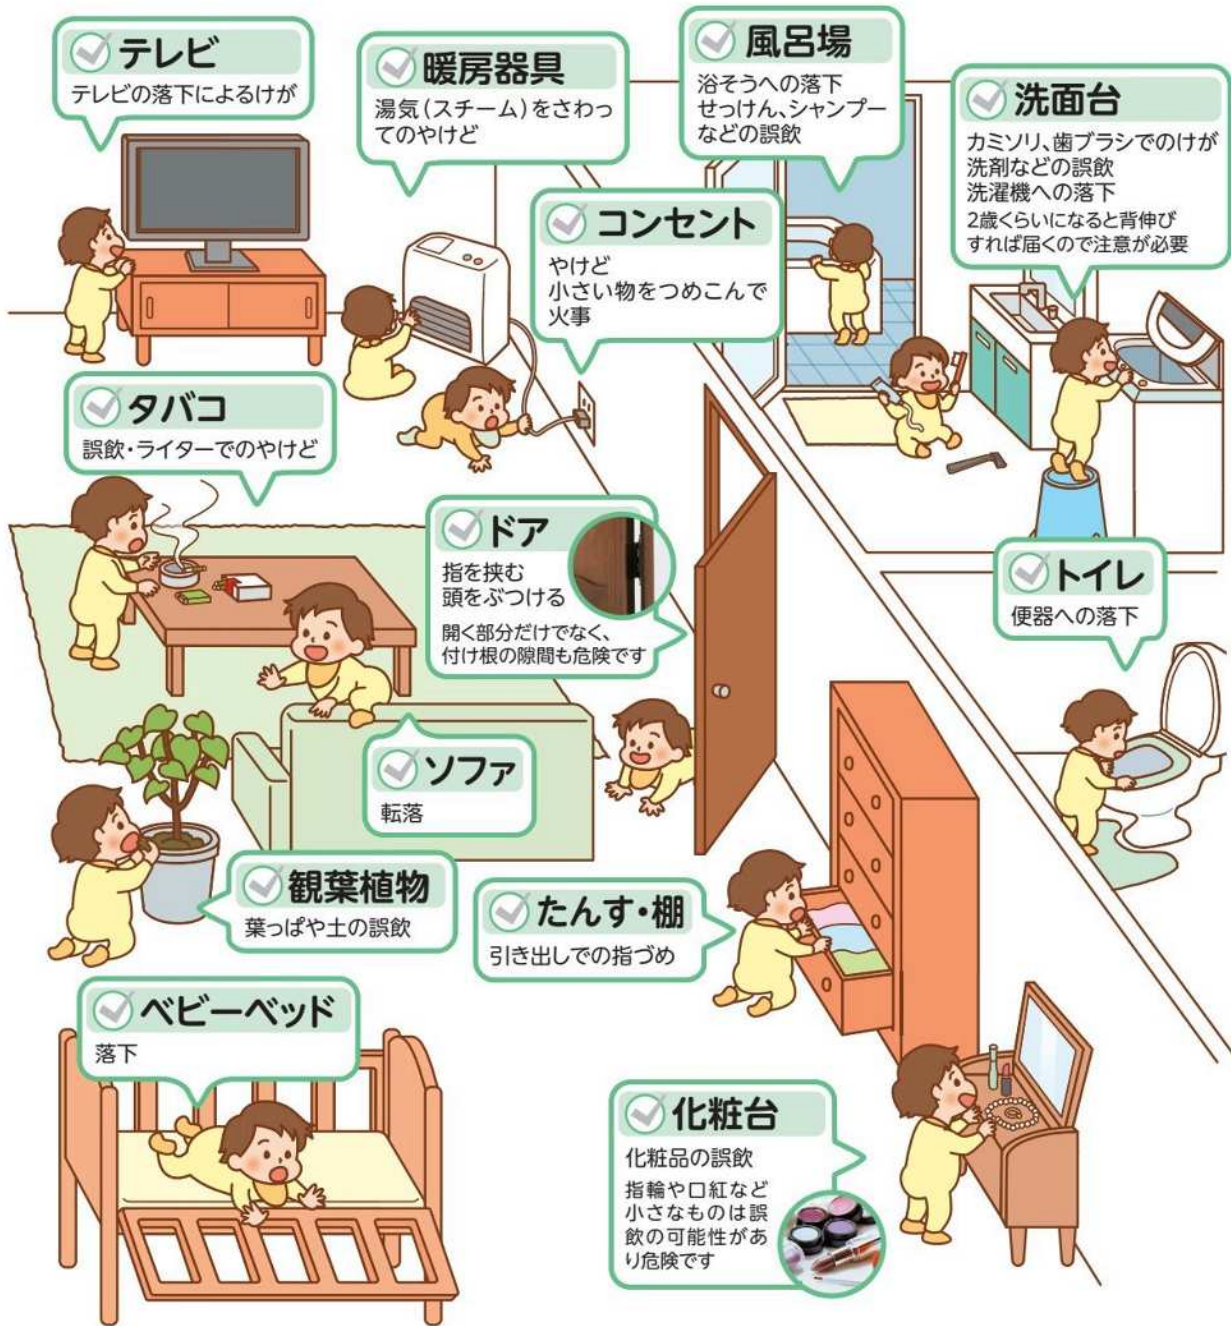 テレビ
テレビの落下によるけが
暖房器具
湯気(スチーム)をさわっ
てのやけど
風呂場
浴そうへの落下
せっけん、シャンプー
などの誤飲
洗面台
カミソリ、歯ブラシでのけが
洗剤などの誤飲
洗濯機への落下
2歳くらいになると背伸び
すれば届くので注意が必要
コンセント
やけど
小さい物をつめこんで
火事
タバコ
誤飲・ライターでのやけど
ドア
指を挟む
頭をぶつける
開く部分だけでなく、
付け根の隙間も危険です
トイレ
便器への落下
ソファ
転落
観葉植物
葉っぱや土の誤飲
たんす・棚
引き出しでの指づめ
ベビーベッド
落下
化粧台
化粧品の誤飲
指輪や口紅など
小さなものは誤
飲の可能性があ
り危険です